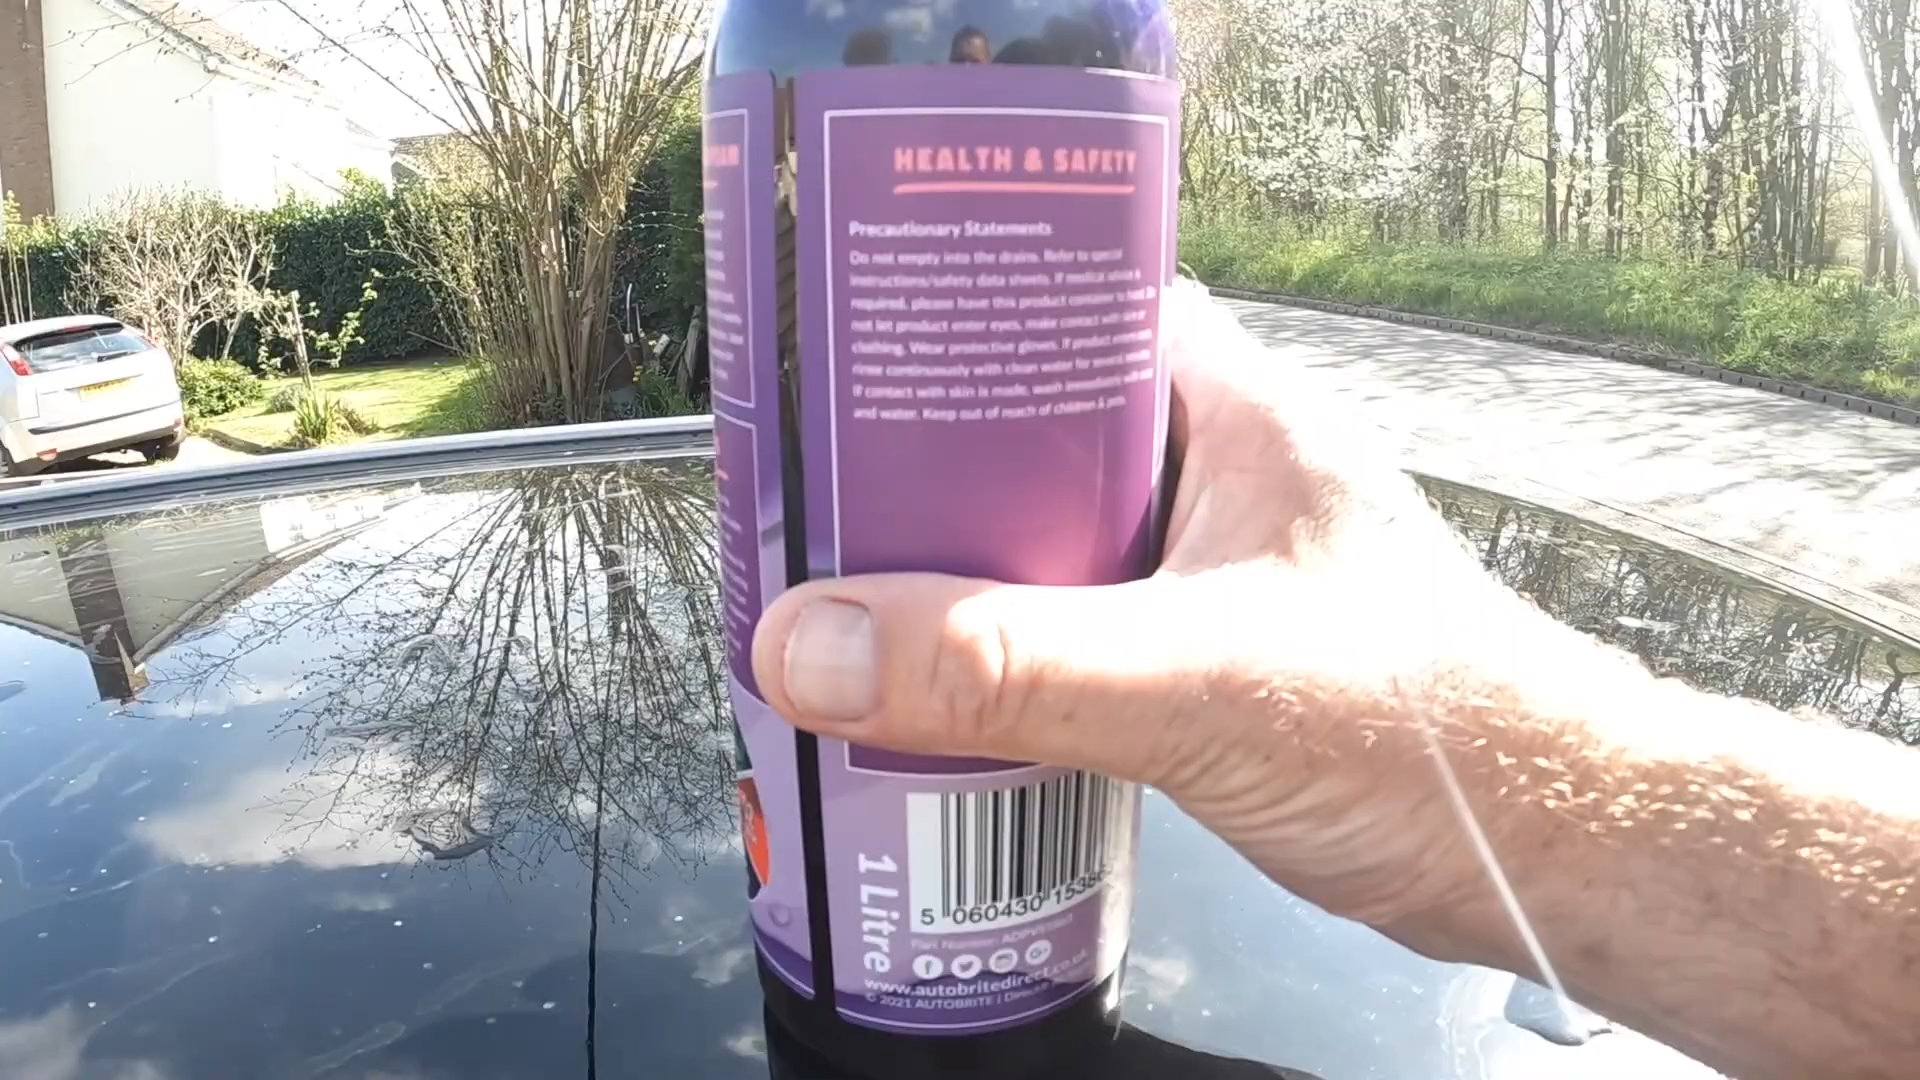 HEALTH & SAFETY
Precautionary Statements
Do not empty into the drains. Refer to special
instructions/safety data sheets. If medical advice is
required, please have this product container to hand. Do
not let product enter eyes, make contact with skin or
clothing. Wear protective gloves. If product enters eyes
rinse continuously with clean water for several minutes
If contact with skin is made, wash immediately with soap
and water. Keep out of reach of children & pets
1 Litre
5 060430 15386
Part Number:
www.autobritedirect.co.uk
© 2021 AUTOBRITE | Direct